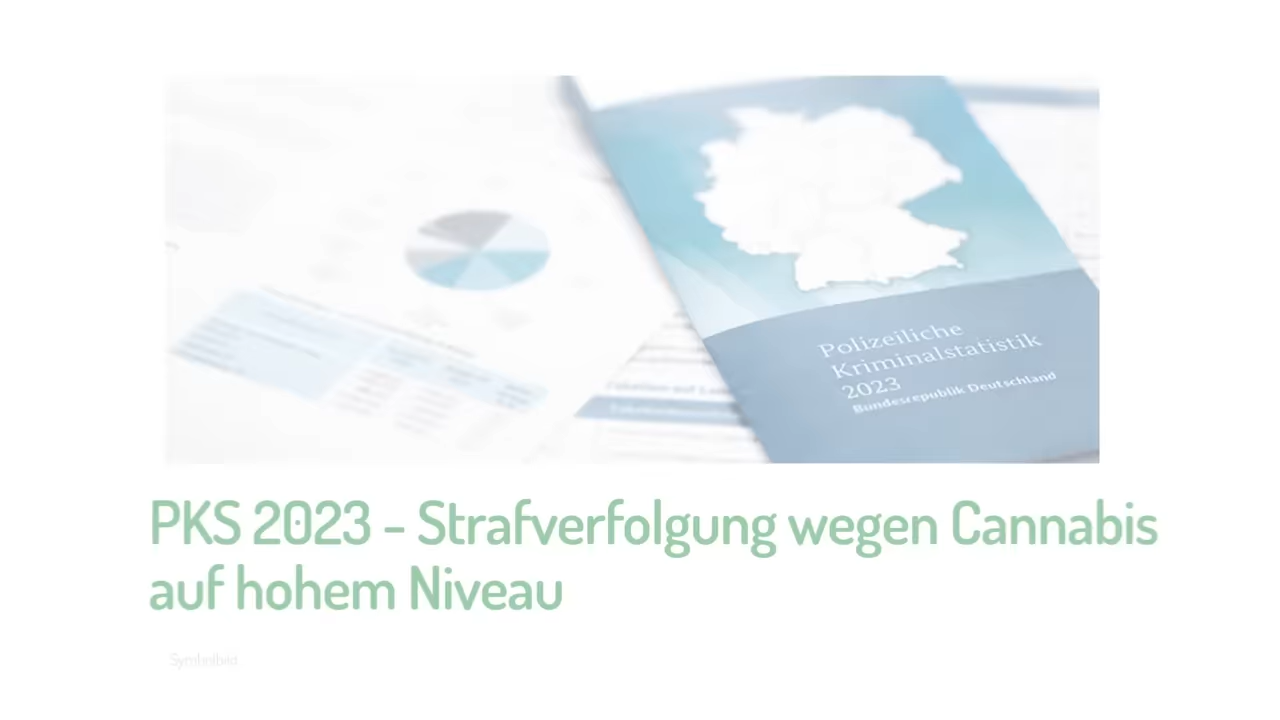 Polizeiliche
Kriminalstatistik
2023
Bundesrepublik Deutschland
PKS 2023 - Strafverfolgung wegen Cannabis
auf hohem Niveau
Symbolbild